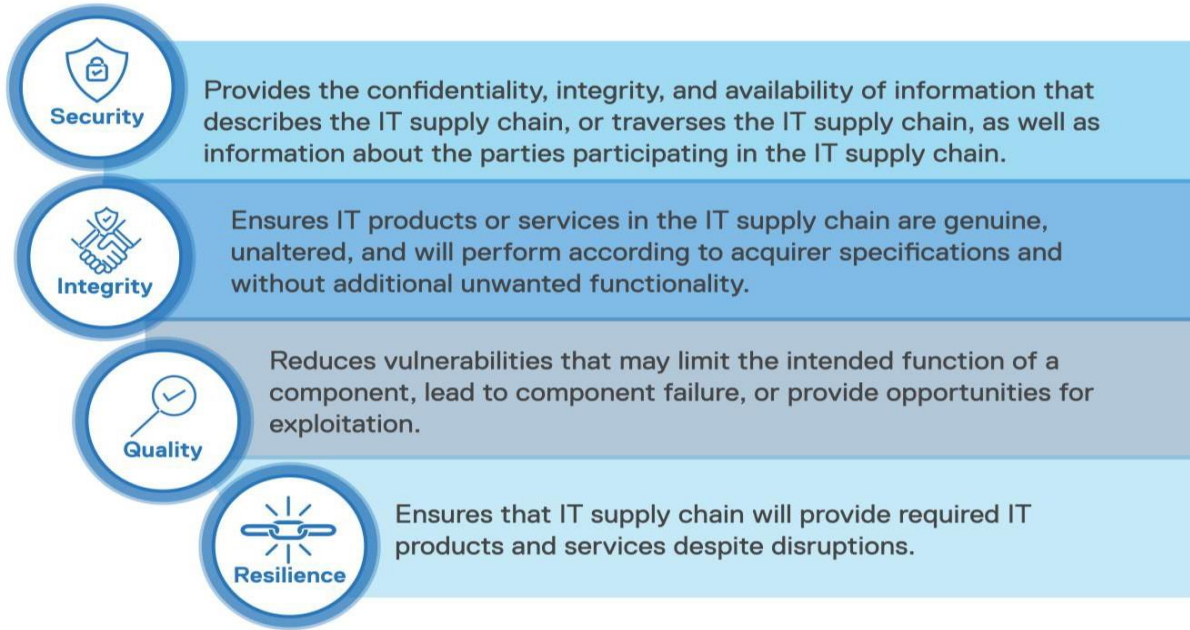 Security
Provides the confidentiality, integrity, and availability of information that
describes the IT supply chain, or traverses the IT supply chain, as well as
information about the parties participating in the IT supply chain.
Integrity
Ensures IT products or services in the IT supply chain are genuine,
unaltered, and will perform according to acquirer specifications and
without additional unwanted functionality.
Quality
Reduces vulnerabilities that may limit the intended function of a
component, lead to component failure, or provide opportunities for
exploitation.
Resilience
Ensures that IT supply chain will provide required IT
products and services despite disruptions.